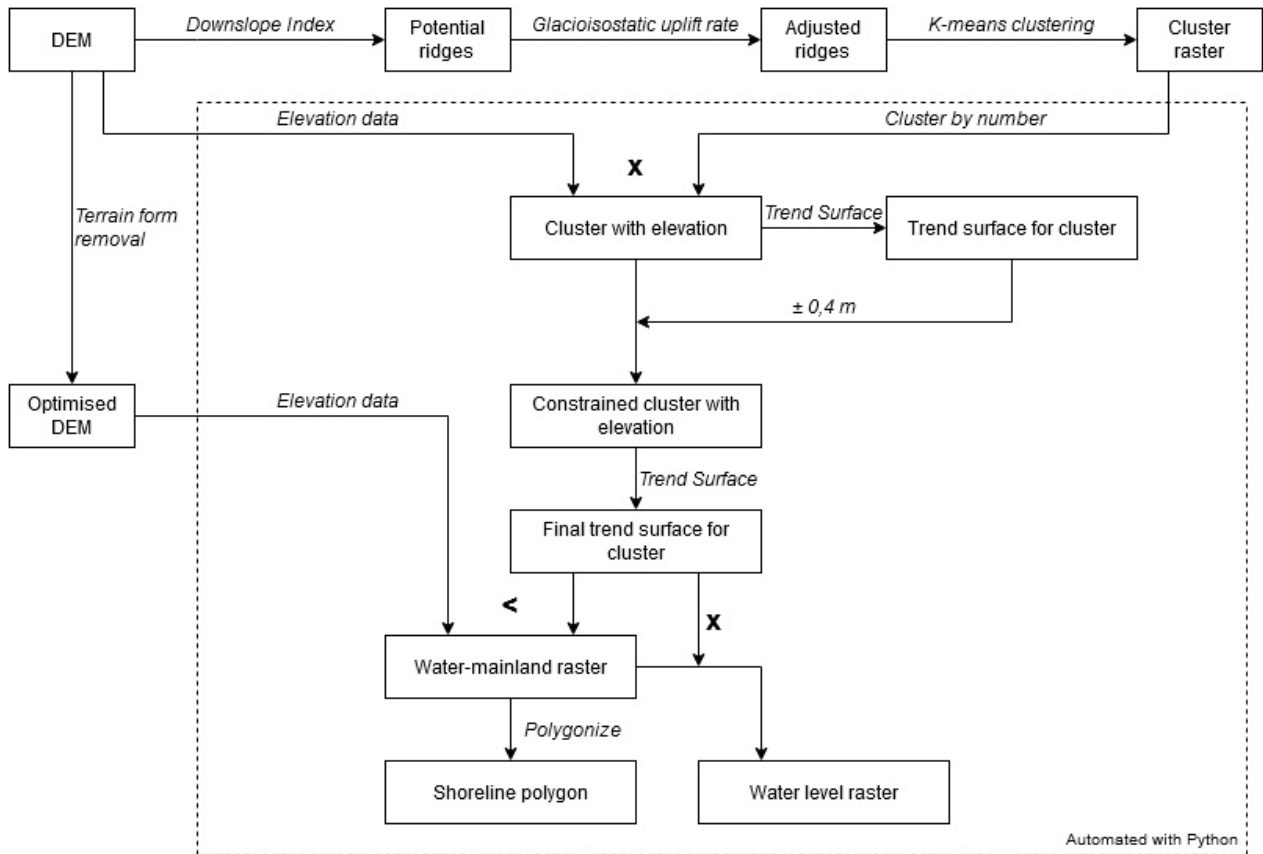 DEM
Downslope Index
Potential
ridges
Glacioisostatic uplift rate
Adjusted
ridges
K-means clustering
Cluster
raster
Elevation data
Cluster by number
X
Terrain form
removal
Cluster with elevation
Trend Surface
Trend surface for cluster
± 0,4 m
Optimised
DEM
Elevation data
Constrained cluster with
elevation
Trend Surface
Final trend surface for
cluster
<
X
Water-mainland raster
Polygonize
Shoreline polygon
Water level raster
Automated with Python